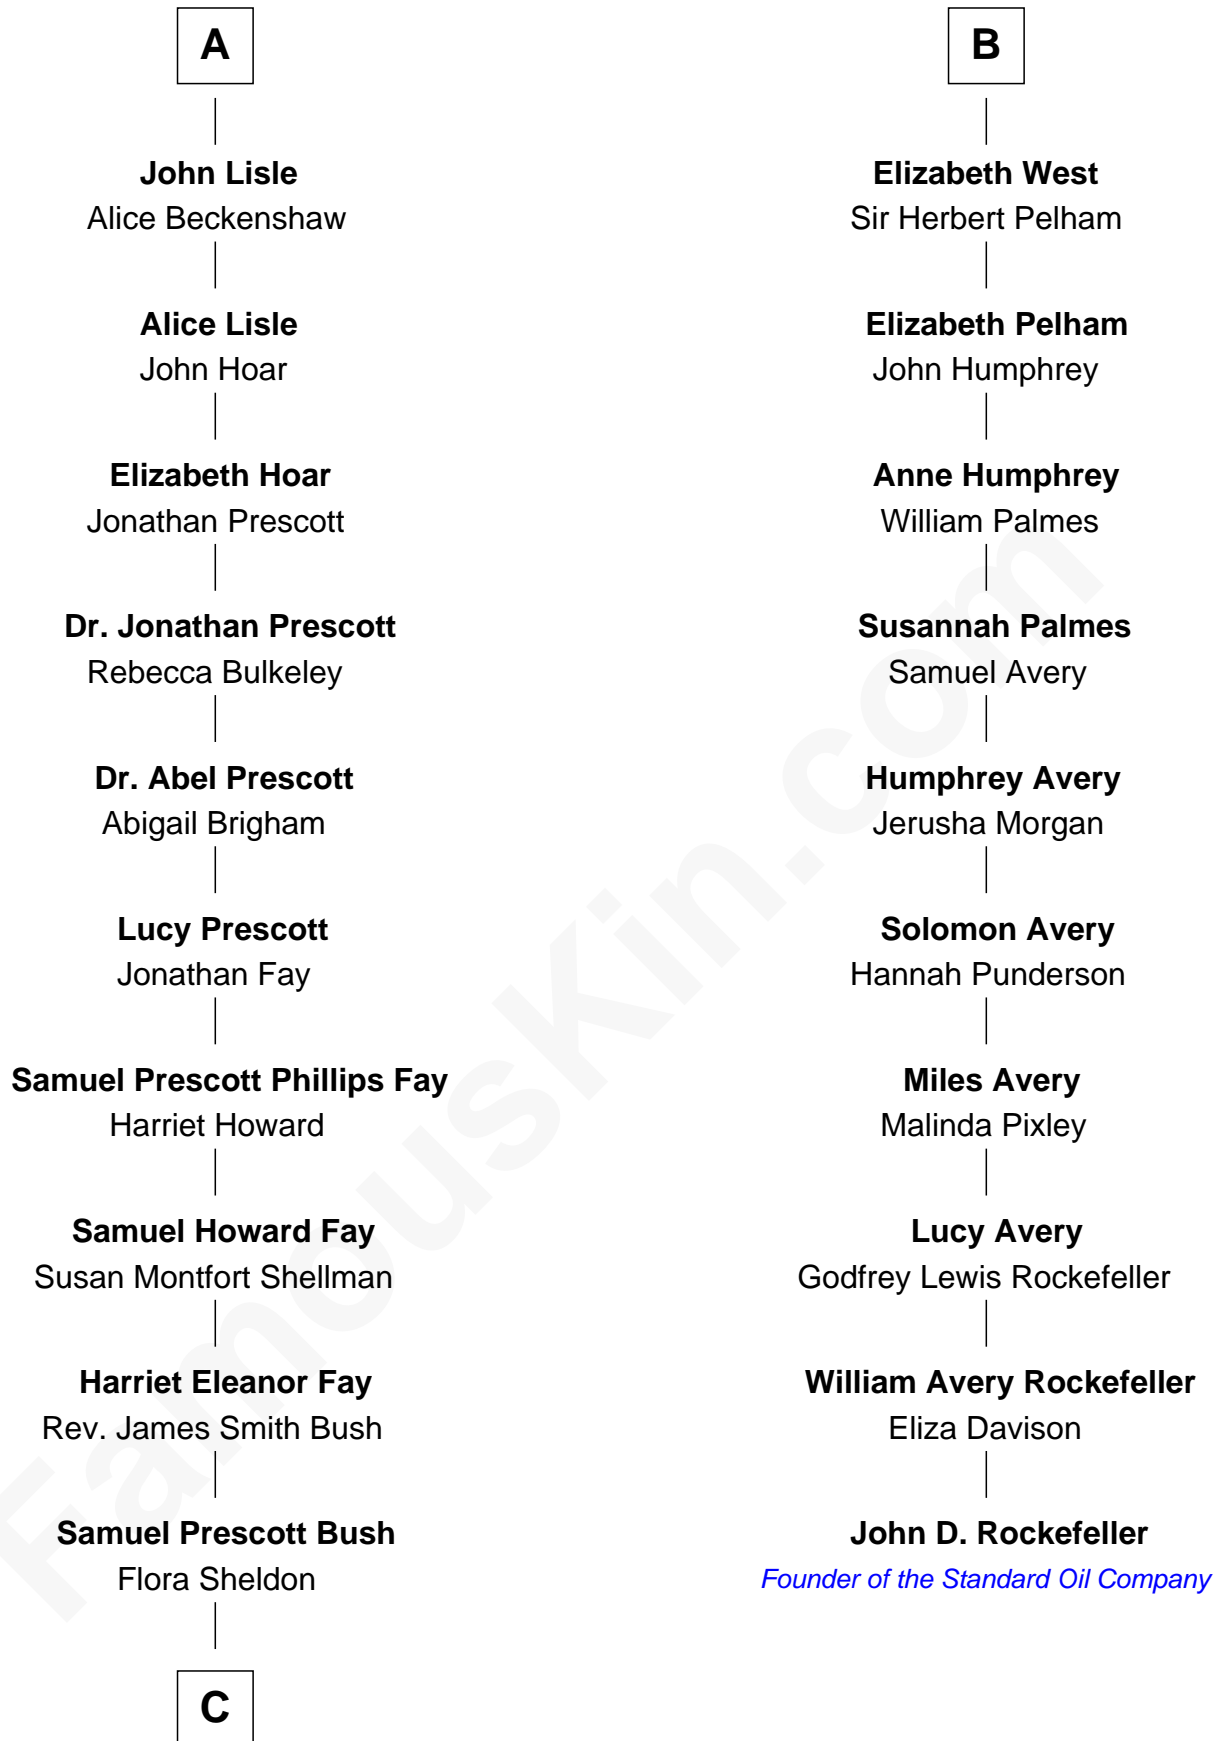 A
John Lisle
Alice Beckenshaw
Alice Lisle
John Hoar
Elizabeth Hoar
Jonathan Prescott
Dr. Jonathan Prescott
Rebecca Bulkeley
Dr. Abel Prescott
Abigail Brigham
Lucy Prescott
Jonathan Fay
Samuel Prescott Phillips Fay
Harriet Howard
Samuel Howard Fay
Susan Montfort Shellman
Harriet Eleanor Fay
Rev. James Smith Bush
Samuel Prescott Bush
Flora Sheldon
C
B
Elizabeth West
Sir Herbert Pelham
Elizabeth Pelham
John Humphrey
Anne Humphrey
William Palmes
Susannah Palmes
Samuel Avery
Humphrey Avery
Jerusha Morgan
Solomon Avery
Hannah Punderson
Miles Avery
Malinda Pixley
Lucy Avery
Godfrey Lewis Rockefeller
William Avery Rockefeller
Eliza Davison
John D. Rockefeller
Founder of the Standard Oil Company
FamousKin.com